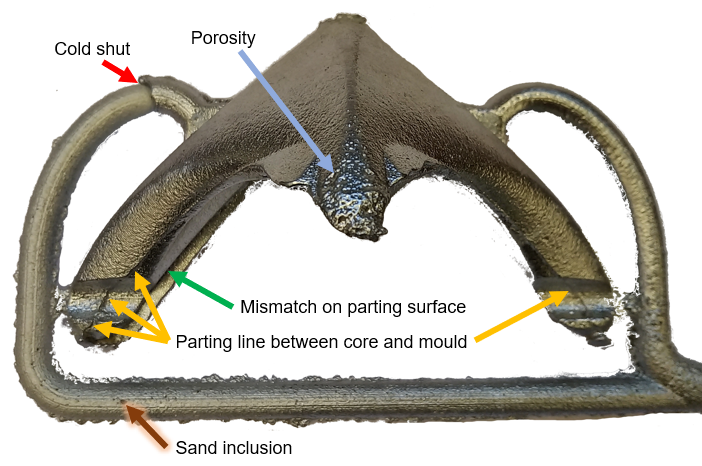 Porosity
Cold shut
Mismatch on parting surface
Parting line between core and mould
Sand inclusion